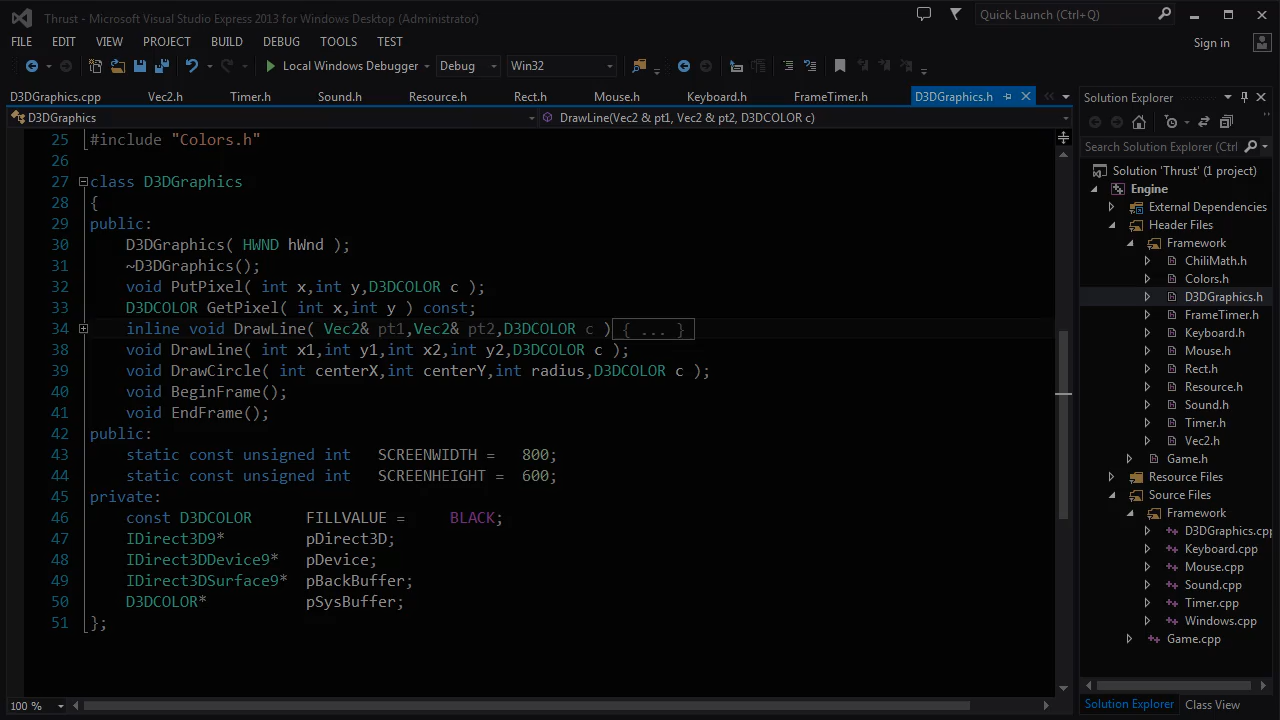 Thrust - Microsoft Visual Studio Express 2013 for Windows Desktop (Administrator)
Quick Launch (Ctrl+Q)
FILE EDIT VIEW PROJECT BUILD DEBUG TOOLS TEST
Sign in
Local Windows Debugger Debug Win32
D3DGraphics.cpp Vec2.h Timer.h Sound.h Resource.h Rect.h Mouse.h Keyboard.h FrameTimer.h D3DGraphics.h
D3DGraphics DrawLine(Vec2 & pt1, Vec2 & pt2, D3DCOLOR c)
25 #include "Colors.h"
26
27 class D3DGraphics
28 {
29 public:
30 D3DGraphics( HWND hWnd );
31 ~D3DGraphics();
32 void PutPixel( int x,int y,D3DCOLOR c );
33 D3DCOLOR GetPixel( int x,int y ) const;
34 inline void DrawLine( Vec2& pt1,Vec2& pt2,D3DCOLOR c ){ ... }
38 void DrawLine( int x1,int y1,int x2,int y2,D3DCOLOR c );
39 void DrawCircle( int centerX,int centerY,int radius,D3DCOLOR c );
40 void BeginFrame();
41 void EndFrame();
42 public:
43 static const unsigned int SCREENWIDTH = 800;
44 static const unsigned int SCREENHEIGHT = 600;
45 private:
46 const D3DCOLOR FILLVALUE = BLACK;
47 IDirect3D9* pDirect3D;
48 IDirect3DDevice9* pDevice;
49 IDirect3DSurface9* pBackBuffer;
50 D3DCOLOR* pSysBuffer;
51 };
100 %
Solution Explorer
Search Solution Explorer (Ctrl
Solution 'Thrust' (1 project)
Engine
External Dependencies
Header Files
Framework
ChiliMath.h
Colors.h
D3DGraphics.h
FrameTimer.h
Keyboard.h
Mouse.h
Rect.h
Resource.h
Sound.h
Timer.h
Vec2.h
Game.h
Resource Files
Source Files
Framework
D3DGraphics.cpp
Keyboard.cpp
Mouse.cpp
Sound.cpp
Timer.cpp
Windows.cpp
Game.cpp
Solution Explorer Class View